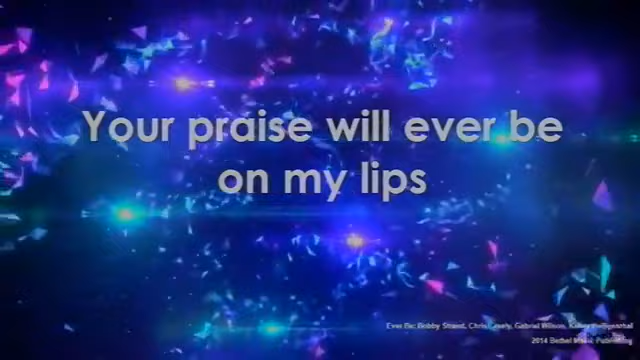 Your praise will ever be
on my lips
Ever Be: Bobby Strand, Chris Greely, Gabriel Wilson, Kalley Heiligenthal
2014 Bethel Music Publishing